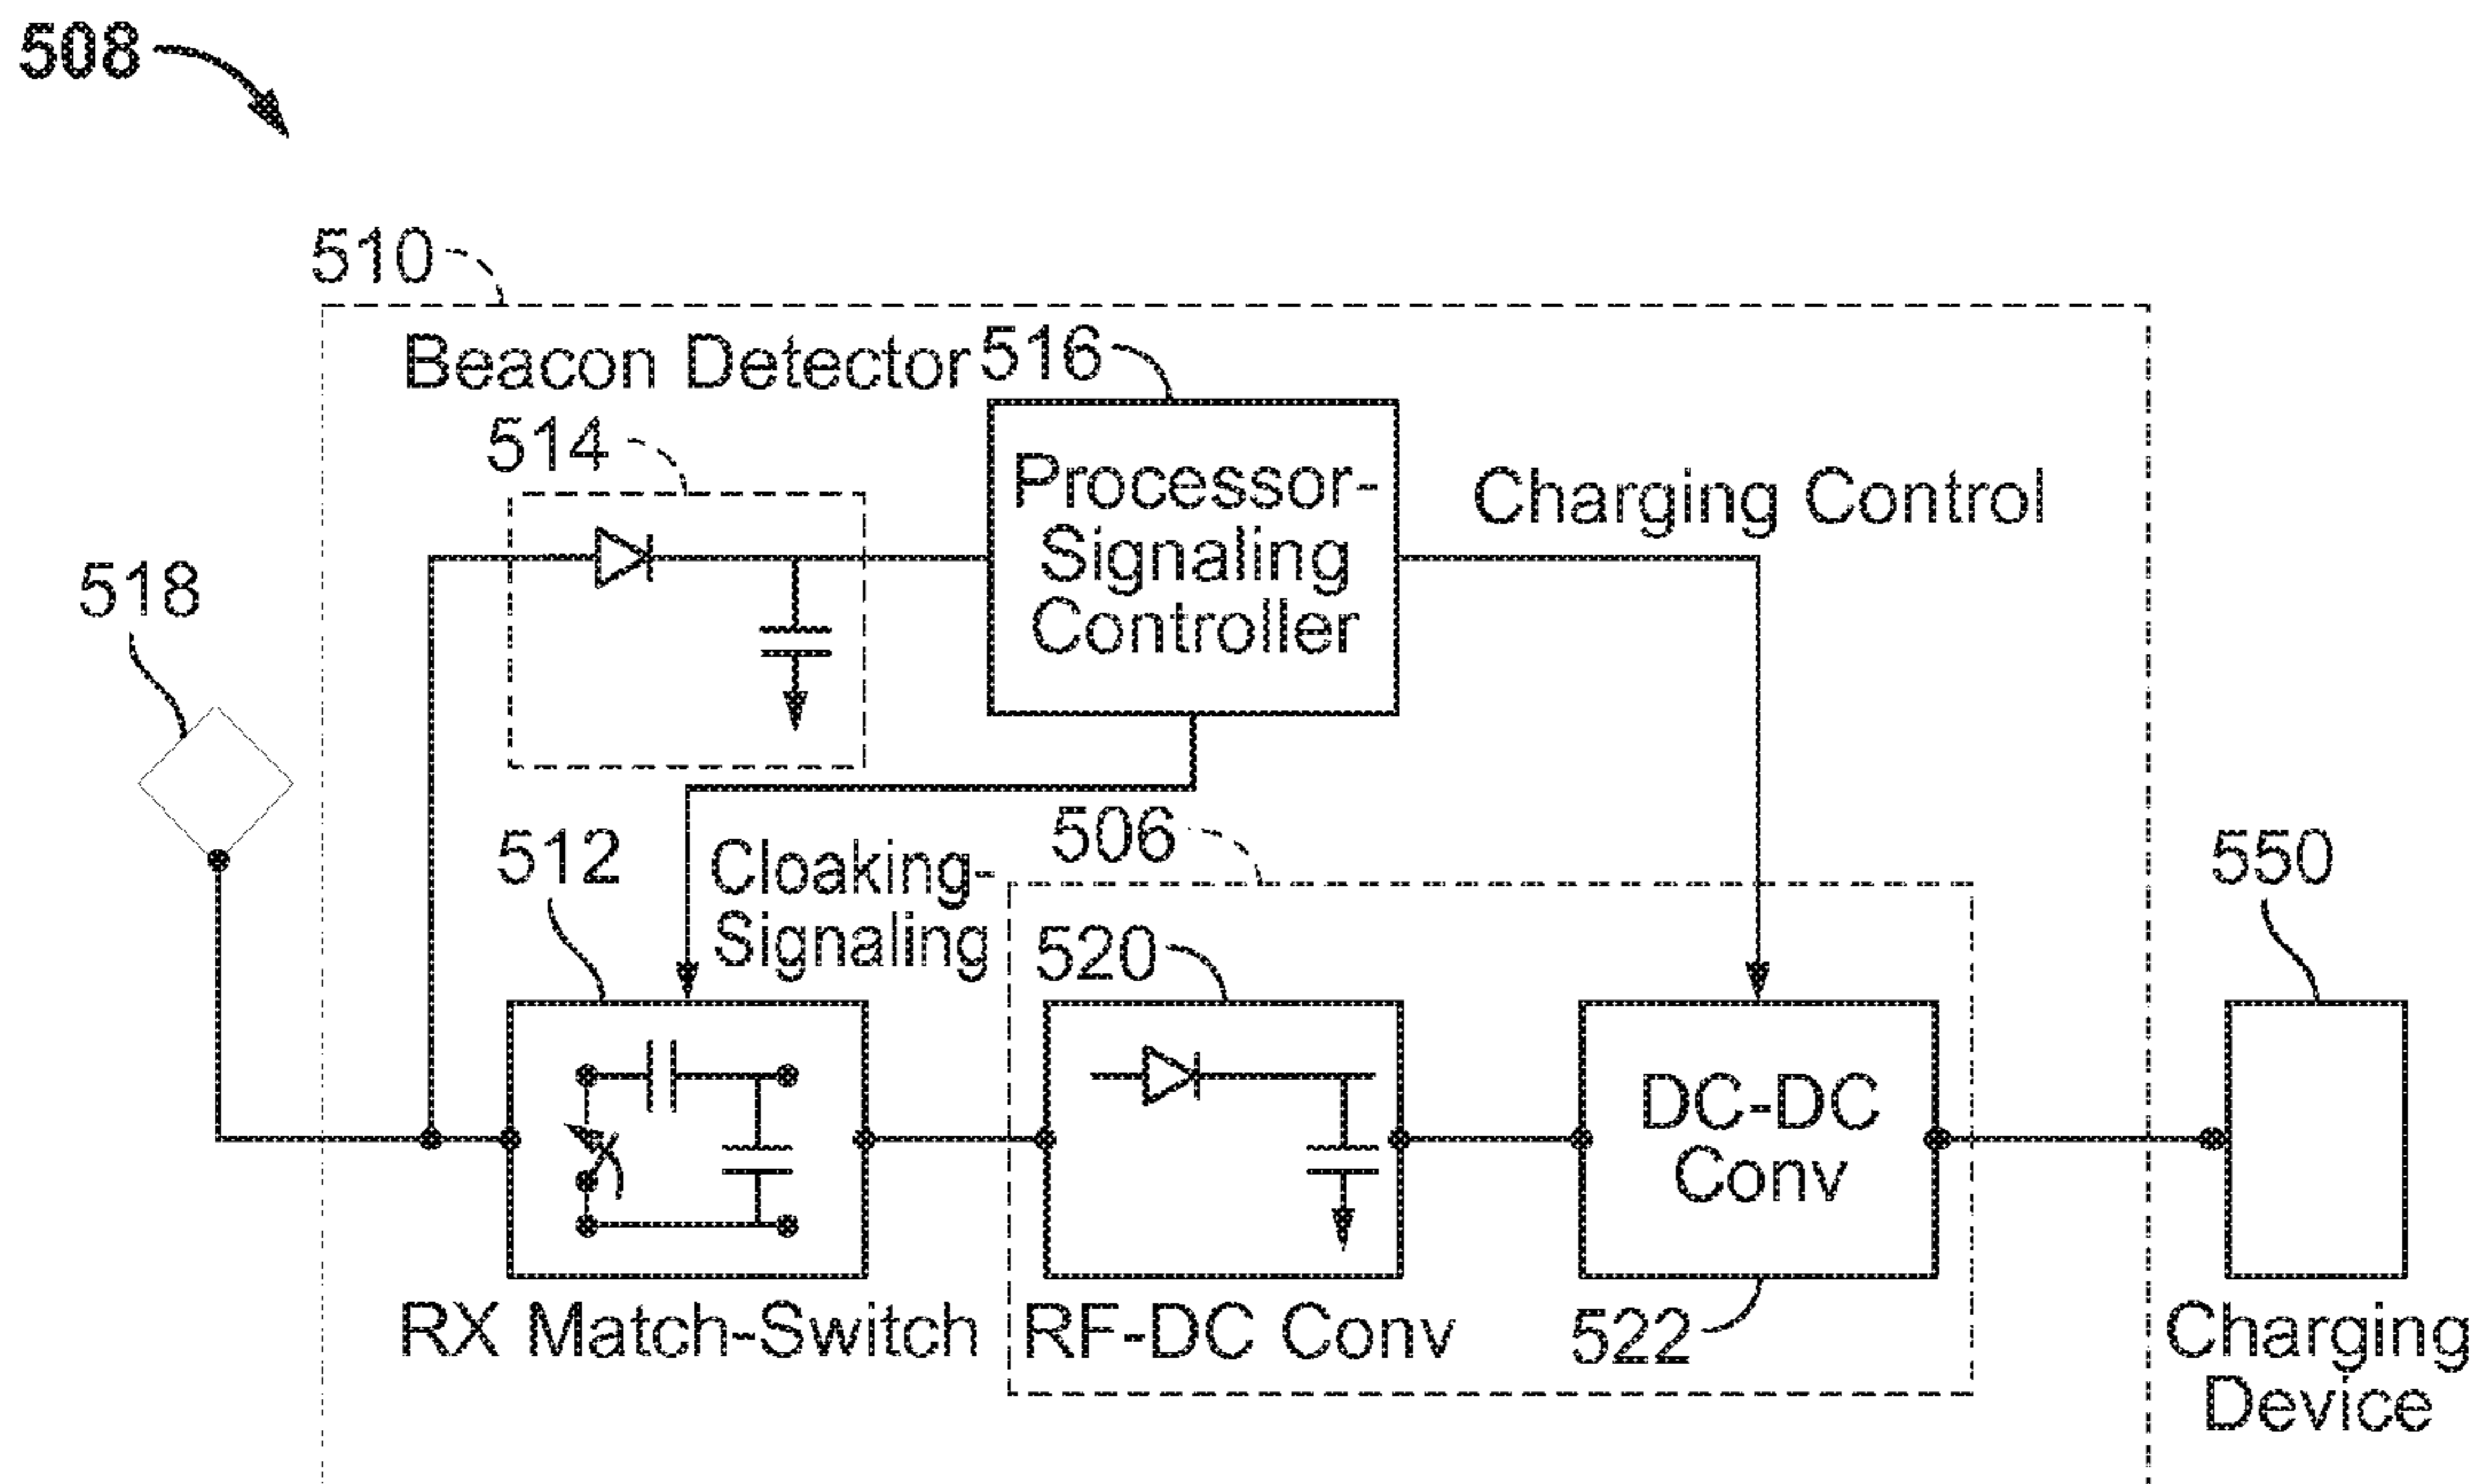 508
510
Beacon Detector
516
514
Processor-
Signaling
Controller
Charging Control
518
512
Cloaking-
Signaling
506
520
550
DC-DC
Conv
RX Match-Switch
RF-DC Conv
522
Charging
Device